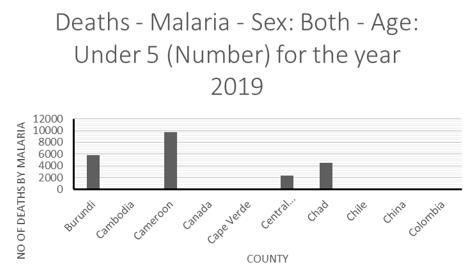 Deaths - Malaria - Sex: Both - Age:
Under 5 (Number) for the year
2019
NO OF DEATHS BY MALARIA
12000
10000
8000
6000
4000
2000
0
Burundi
Cambodia
Cameroon
Canada
Cape Verde
Central...
Chad
Chile
China
Colombia
COUNTY